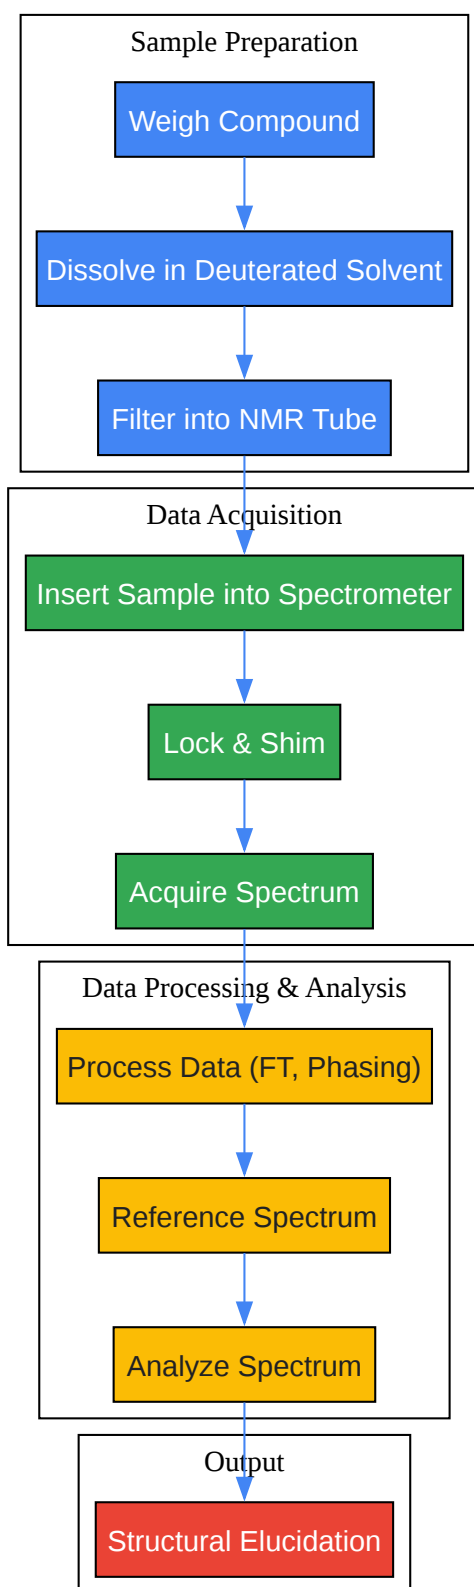 Sample Preparation
Weigh Compound
Dissolve in Deuterated Solvent
Filter into NMR Tube
Data Acquisition
Insert Sample into Spectrometer
Lock & Shim
Acquire Spectrum
Data Processing & Analysis
Process Data (FT, Phasing)
Reference Spectrum
Analyze Spectrum
Output
Structural Elucidation